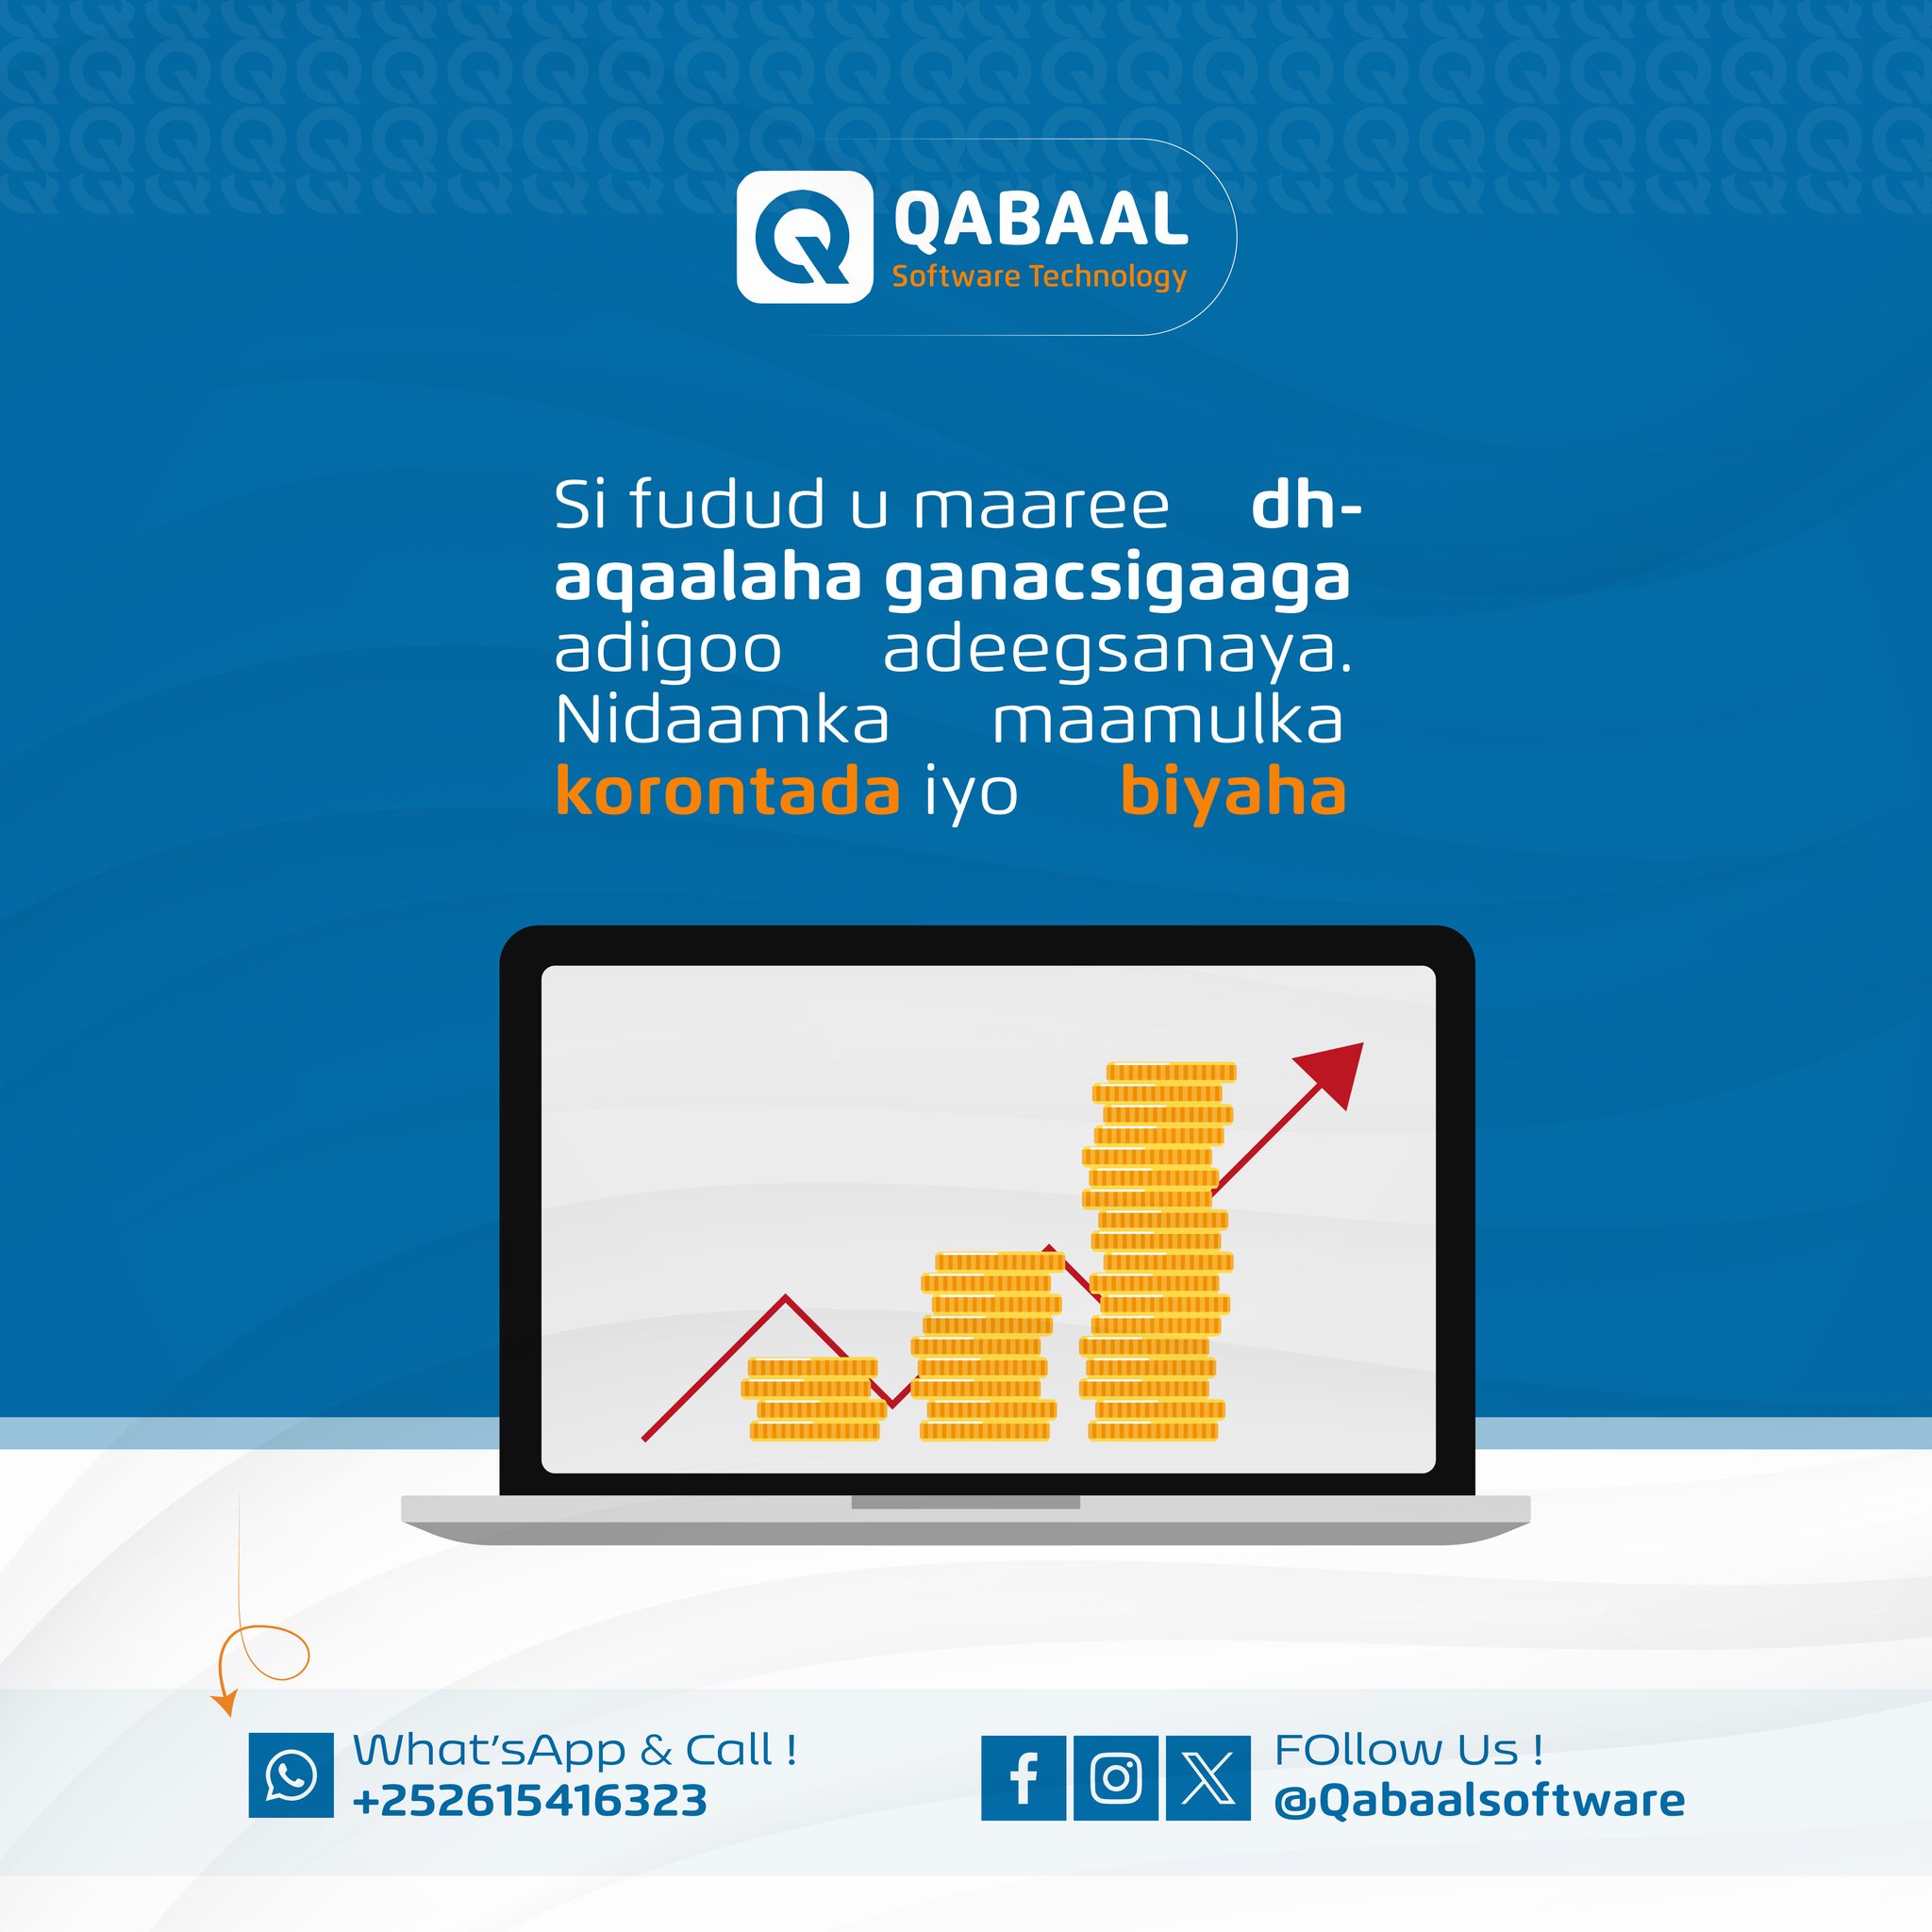 QABAAL
Software Technology
Si fudud u maaree dh-
aqaalaha ganacsigaaga
adigoo adeegsanaya.
Nidaamka maamulka
korontada iyo biyaha
What'sApp & Call !
+252615416323
FOllow Us !
@Qabaalsoftware